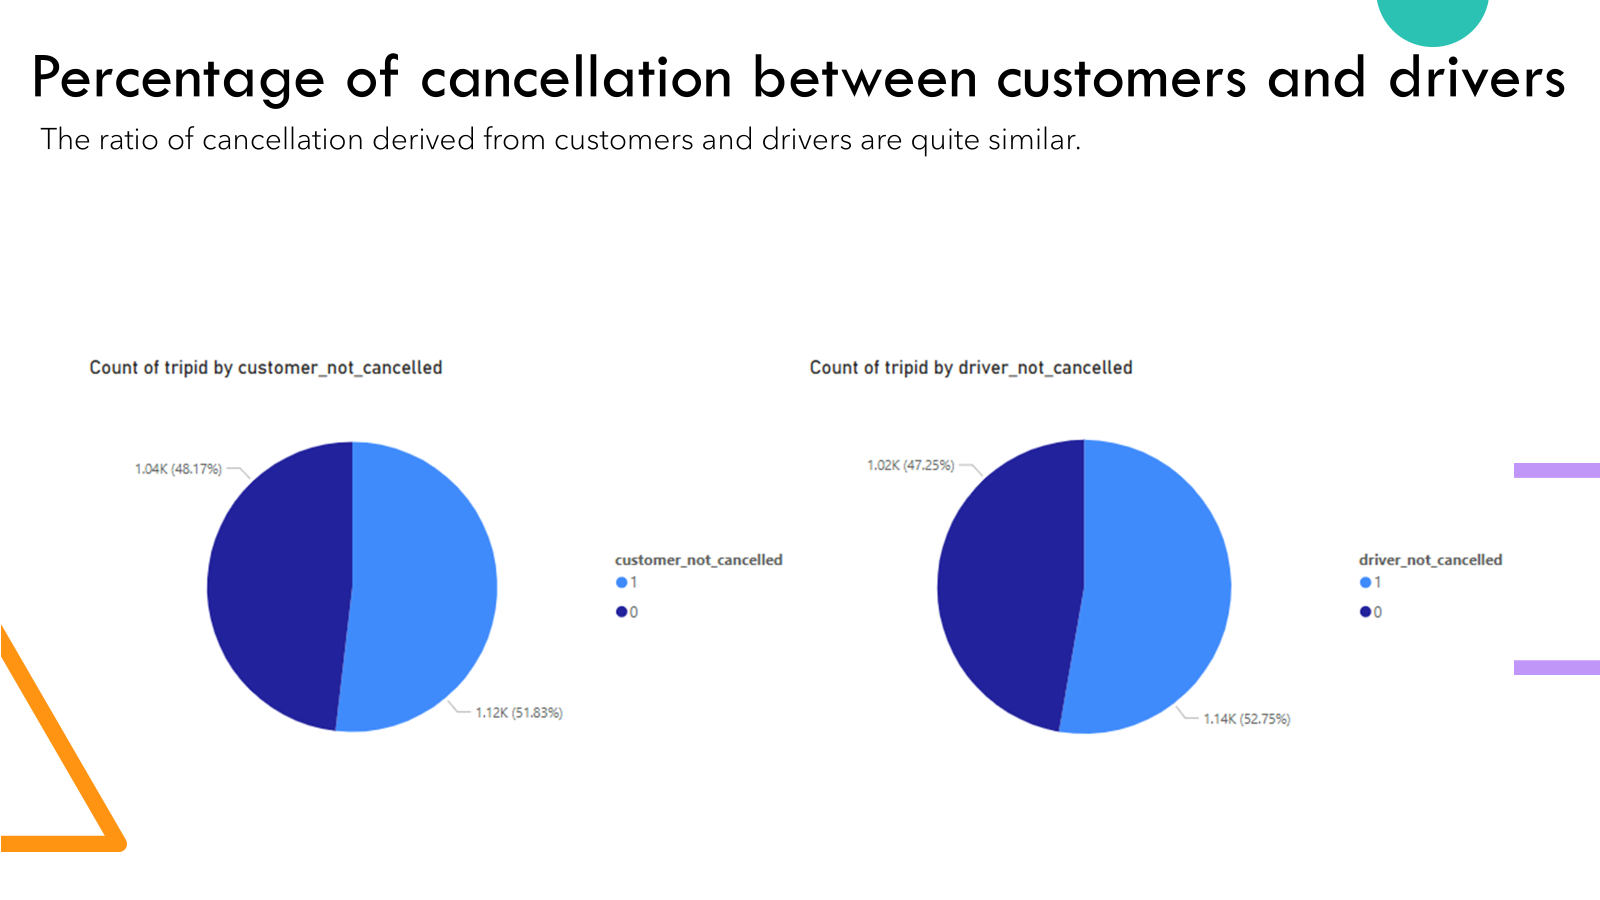 Percentage of cancellation between customers and drivers
The ratio of cancellation derived from customers and drivers are quite similar.
Count of tripid by customer_not_cancelled
1.04K (48.17%)
1.12K (51.83%)
customer_not_cancelled
1
0
Count of tripid by driver_not_cancelled
1.02K (47.25%)
1.14K (52.75%)
driver_not_cancelled
1
0